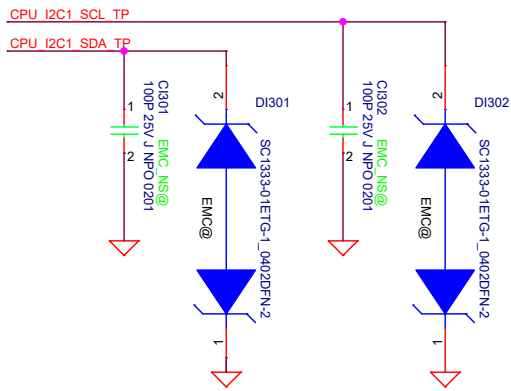 CPU_I2C1_SCL_TP
CPU_I2C1_SDA_TP
1
2
CI301
100P 25V J NPO 0201
EMC_NS@
2
DI301
SC1333-01ETG-1_0402DFN-2
EMC@
1
1
2
CI302
100P 25V J NPO 0201
EMC_NS@
2
DI302
SC1333-01ETG-1_0402DFN-2
EMC@
1